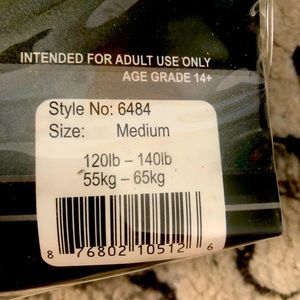 INTENDED FOR ADULT USE ONLY
AGE GRADE 14+
Style No: 6484
Size: Medium
120lb – 140lb
55kg – 65kg
8 76802 10512 6